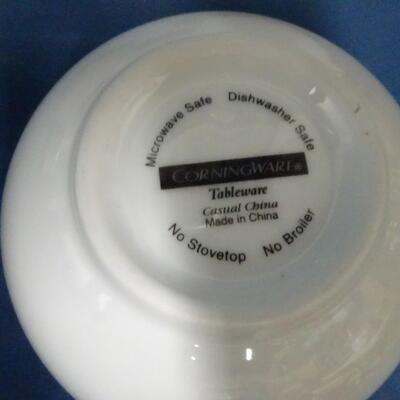 Microwave Safe Dishwasher Safe
CORNINGWARE®
Tableware
Casual China
Made in China
No Stovetop No Broiler